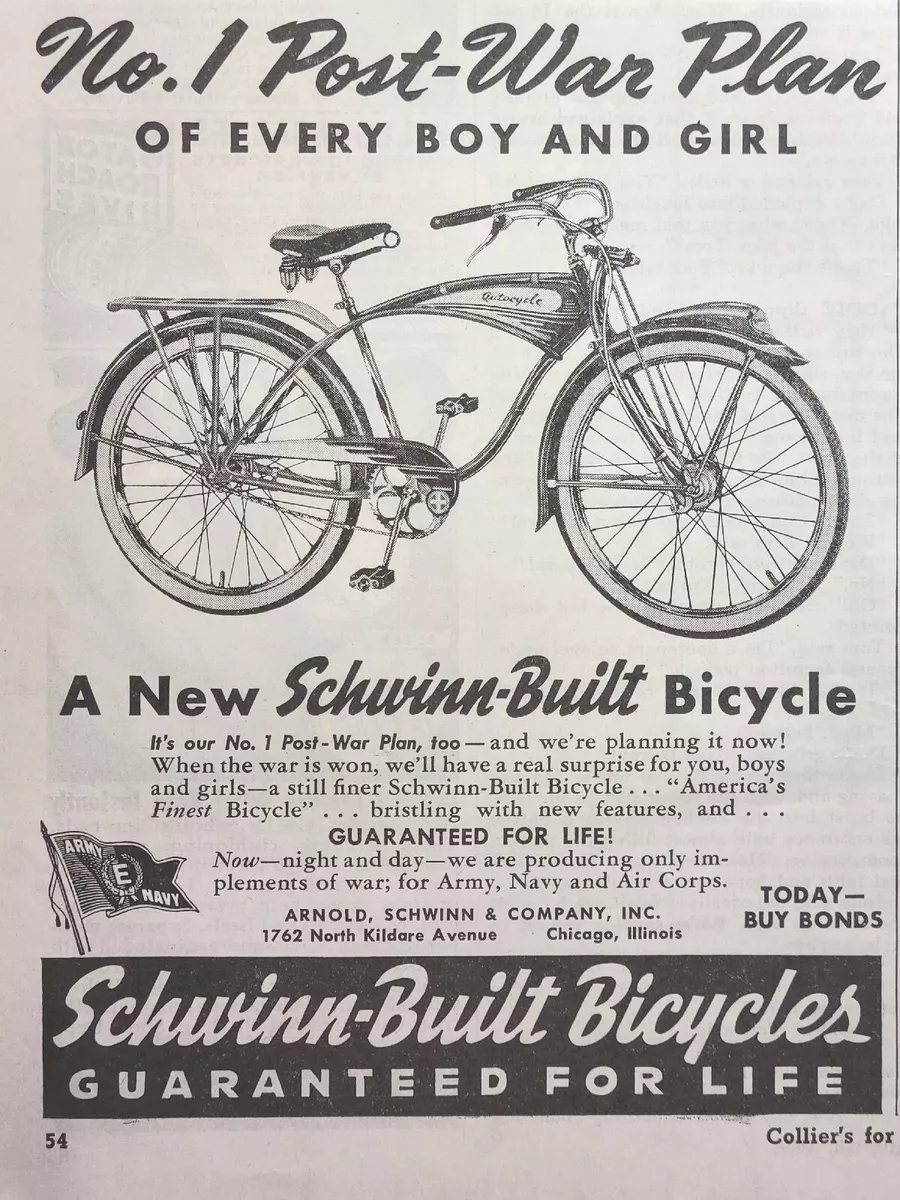 No. 1 Post-War Plan
OF EVERY BOY AND GIRL
Autocycle
A New Schwinn-Built Bicycle
It's our No. 1 Post-War Plan, too—and we're planning it now!
When the war is won, we'll have a real surprise for you, boys
and girls—a still finer Schwinn-Built Bicycle . . . "America's
Finest Bicycle" . . . bristling with new features, and . . .
GUARANTEED FOR LIFE!
Now—night and day—we are producing only im-
plements of war; for Army, Navy and Air Corps.
ARMY
E
NAVY
ARNOLD, SCHWINN & COMPANY, INC.
1762 North Kildare Avenue Chicago, Illinois
TODAY—
BUY BONDS
Schwinn-Built Bicycles
GUARANTEED FOR LIFE
54
Collier's for